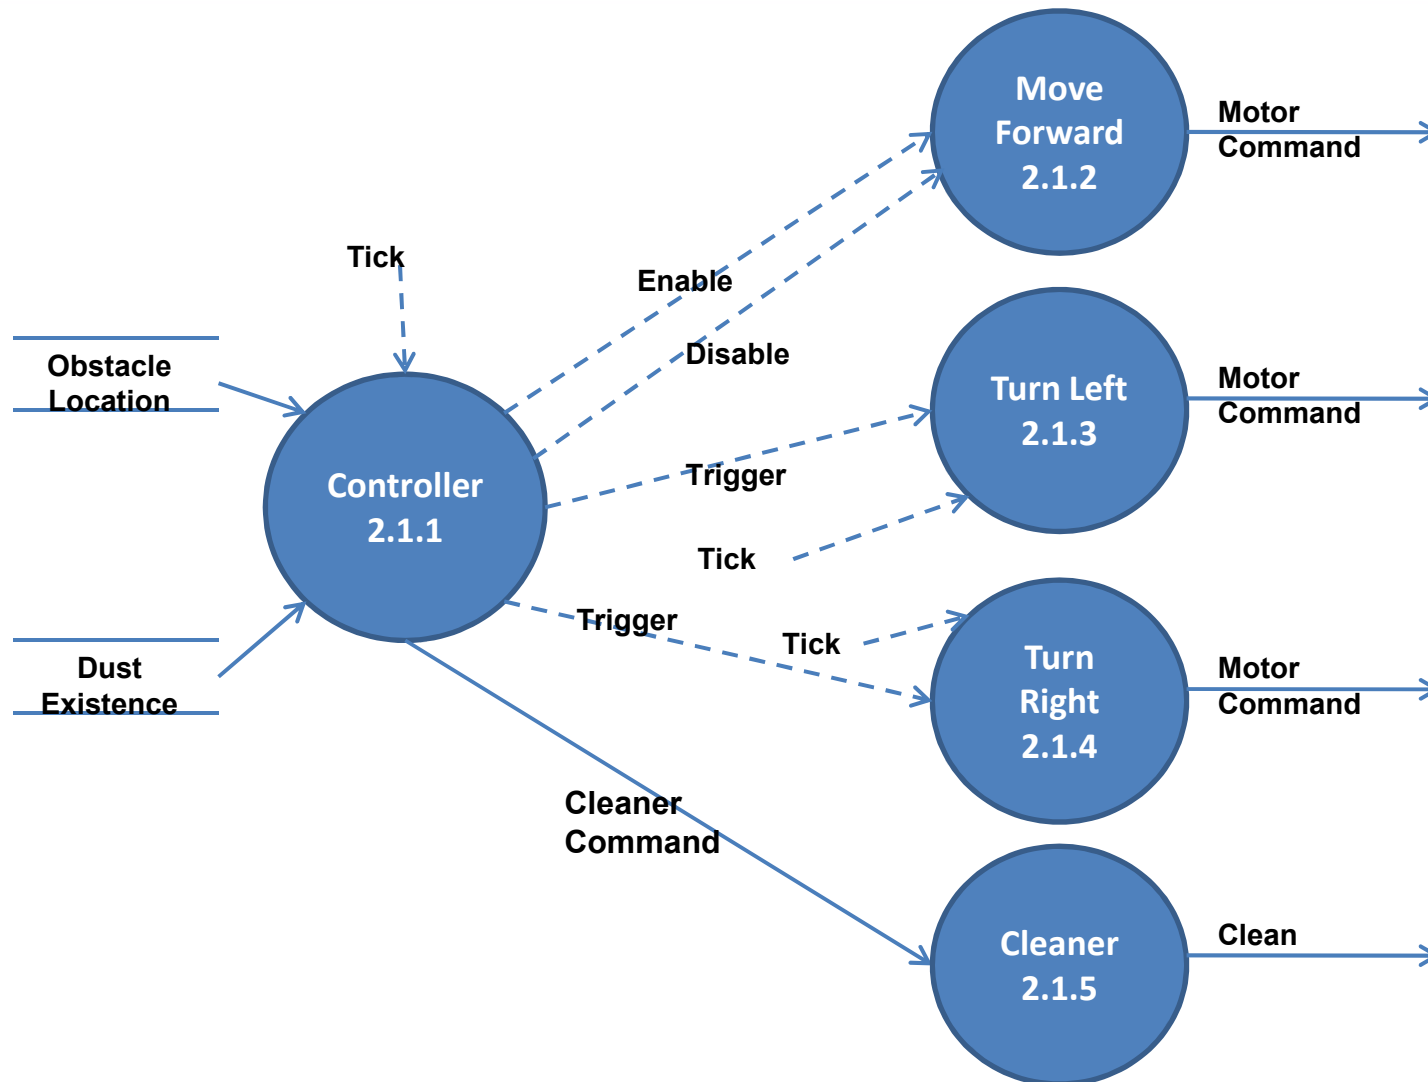 Move
Forward
2.1.2
Motor
Command
Tick
Enable
Disable
Obstacle
Location
Turn Left
2.1.3
Motor
Command
Controller
2.1.1
Trigger
Tick
Trigger
Tick
Dust
Existence
Turn
Right
2.1.4
Motor
Command
Cleaner
Command
Cleaner
2.1.5
Clean